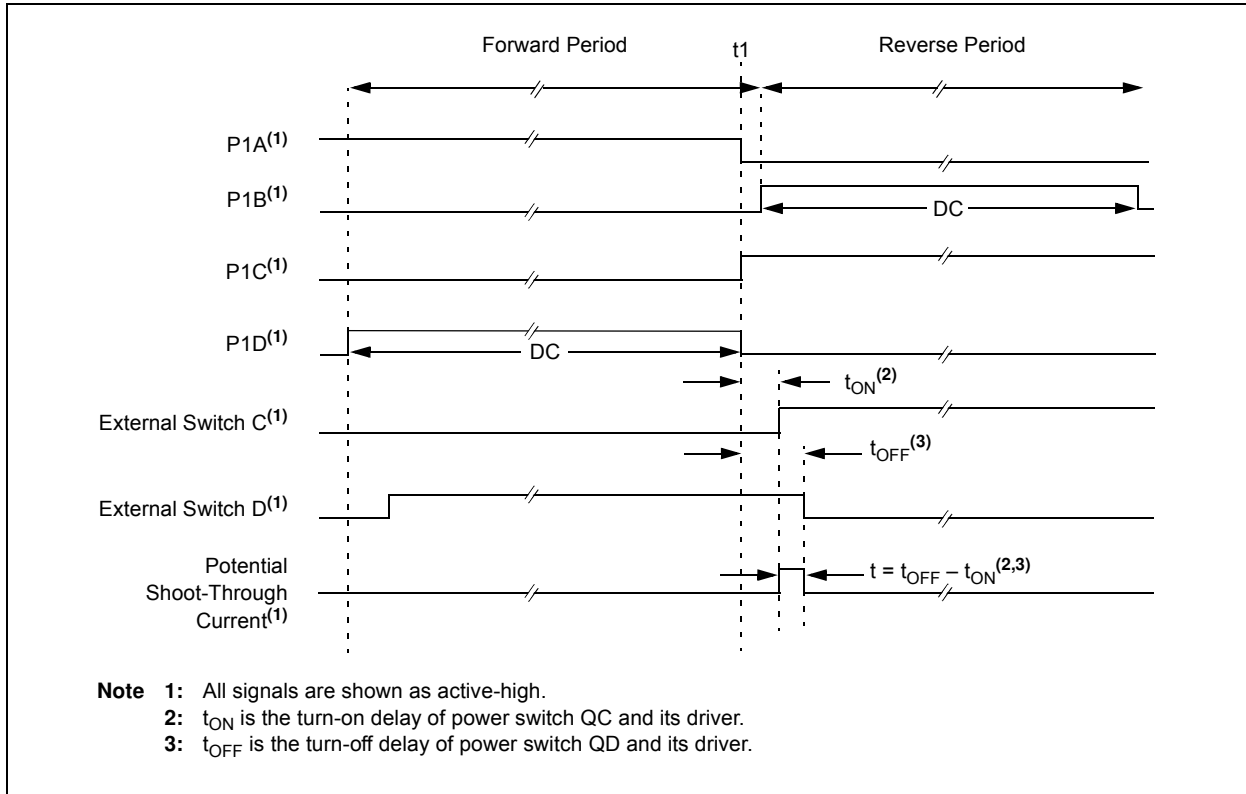 Forward Period
t1
Reverse Period
P1A(1)
P1B(1)
DC
P1C(1)
P1D(1)
DC
tON(2)
External Switch C(1)
tOFF(3)
External Switch D(1)
Potential
Shoot-Through
Current(1)
t = tOFF – tON(2,3)
Note 1: All signals are shown as active-high.
2: tON is the turn-on delay of power switch QC and its driver.
3: tOFF is the turn-off delay of power switch QD and its driver.